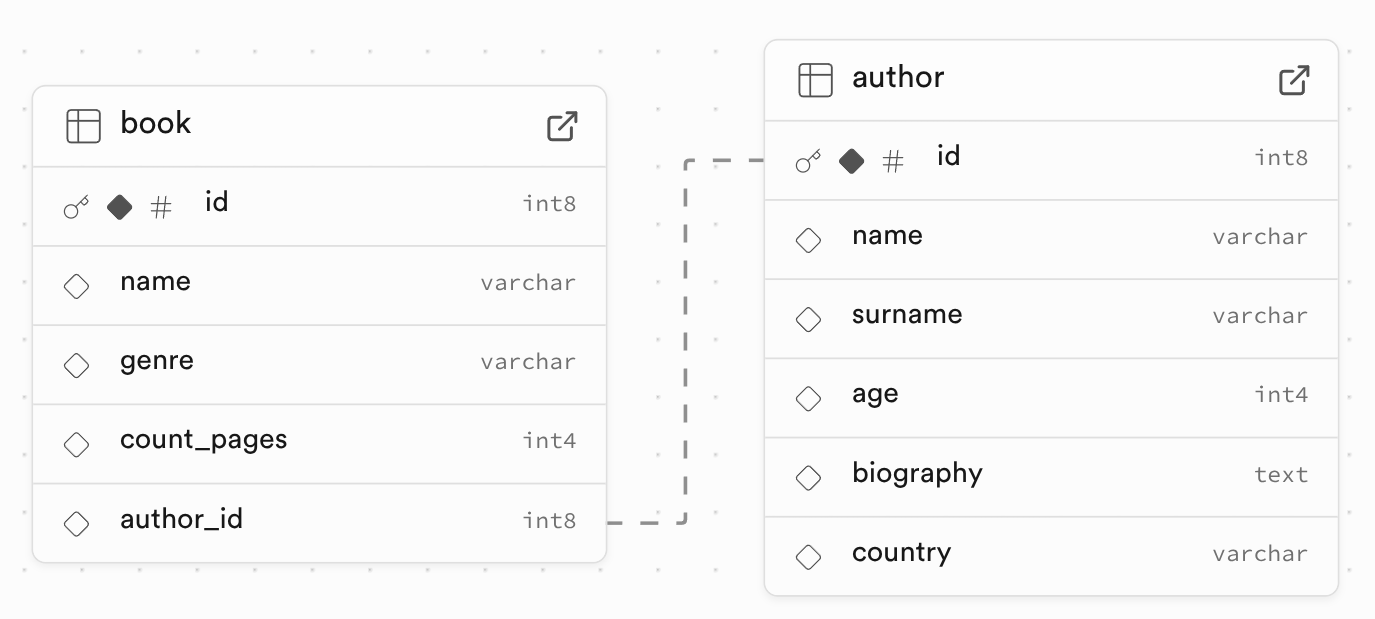 book
id int8
name varchar
genre varchar
count_pages int4
author_id int8
author
id int8
name varchar
surname varchar
age int4
biography text
country varchar